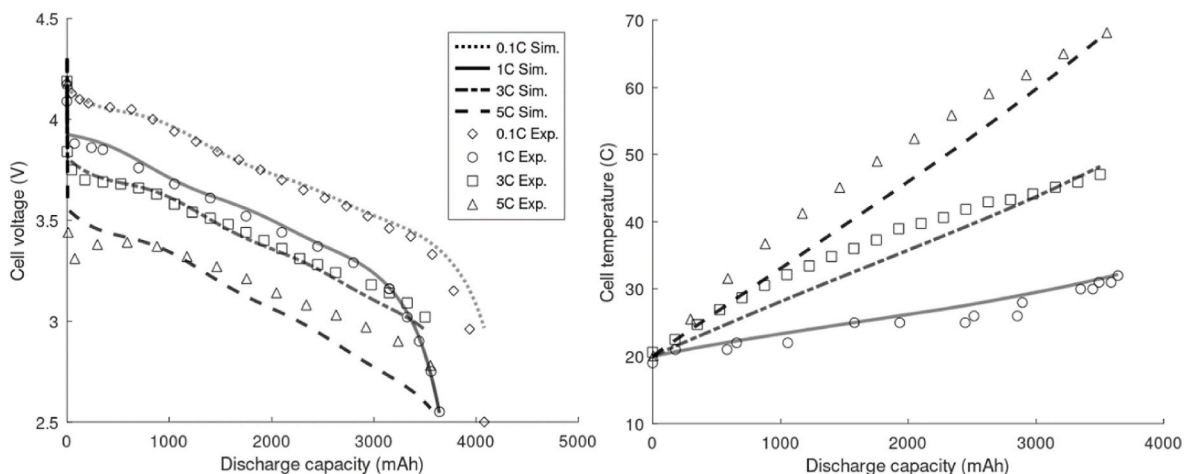 4.5
4
3.5
3
2.5
Cell voltage (V)
0.1C Sim.
1C Sim.
3C Sim.
5C Sim.
0.1C Exp.
1C Exp.
3C Exp.
5C Exp.
0 1000 2000 3000 4000 5000
Discharge capacity (mAh)
70
60
50
40
30
20
10
Cell temperature (C)
0 1000 2000 3000 4000
Discharge capacity (mAh)